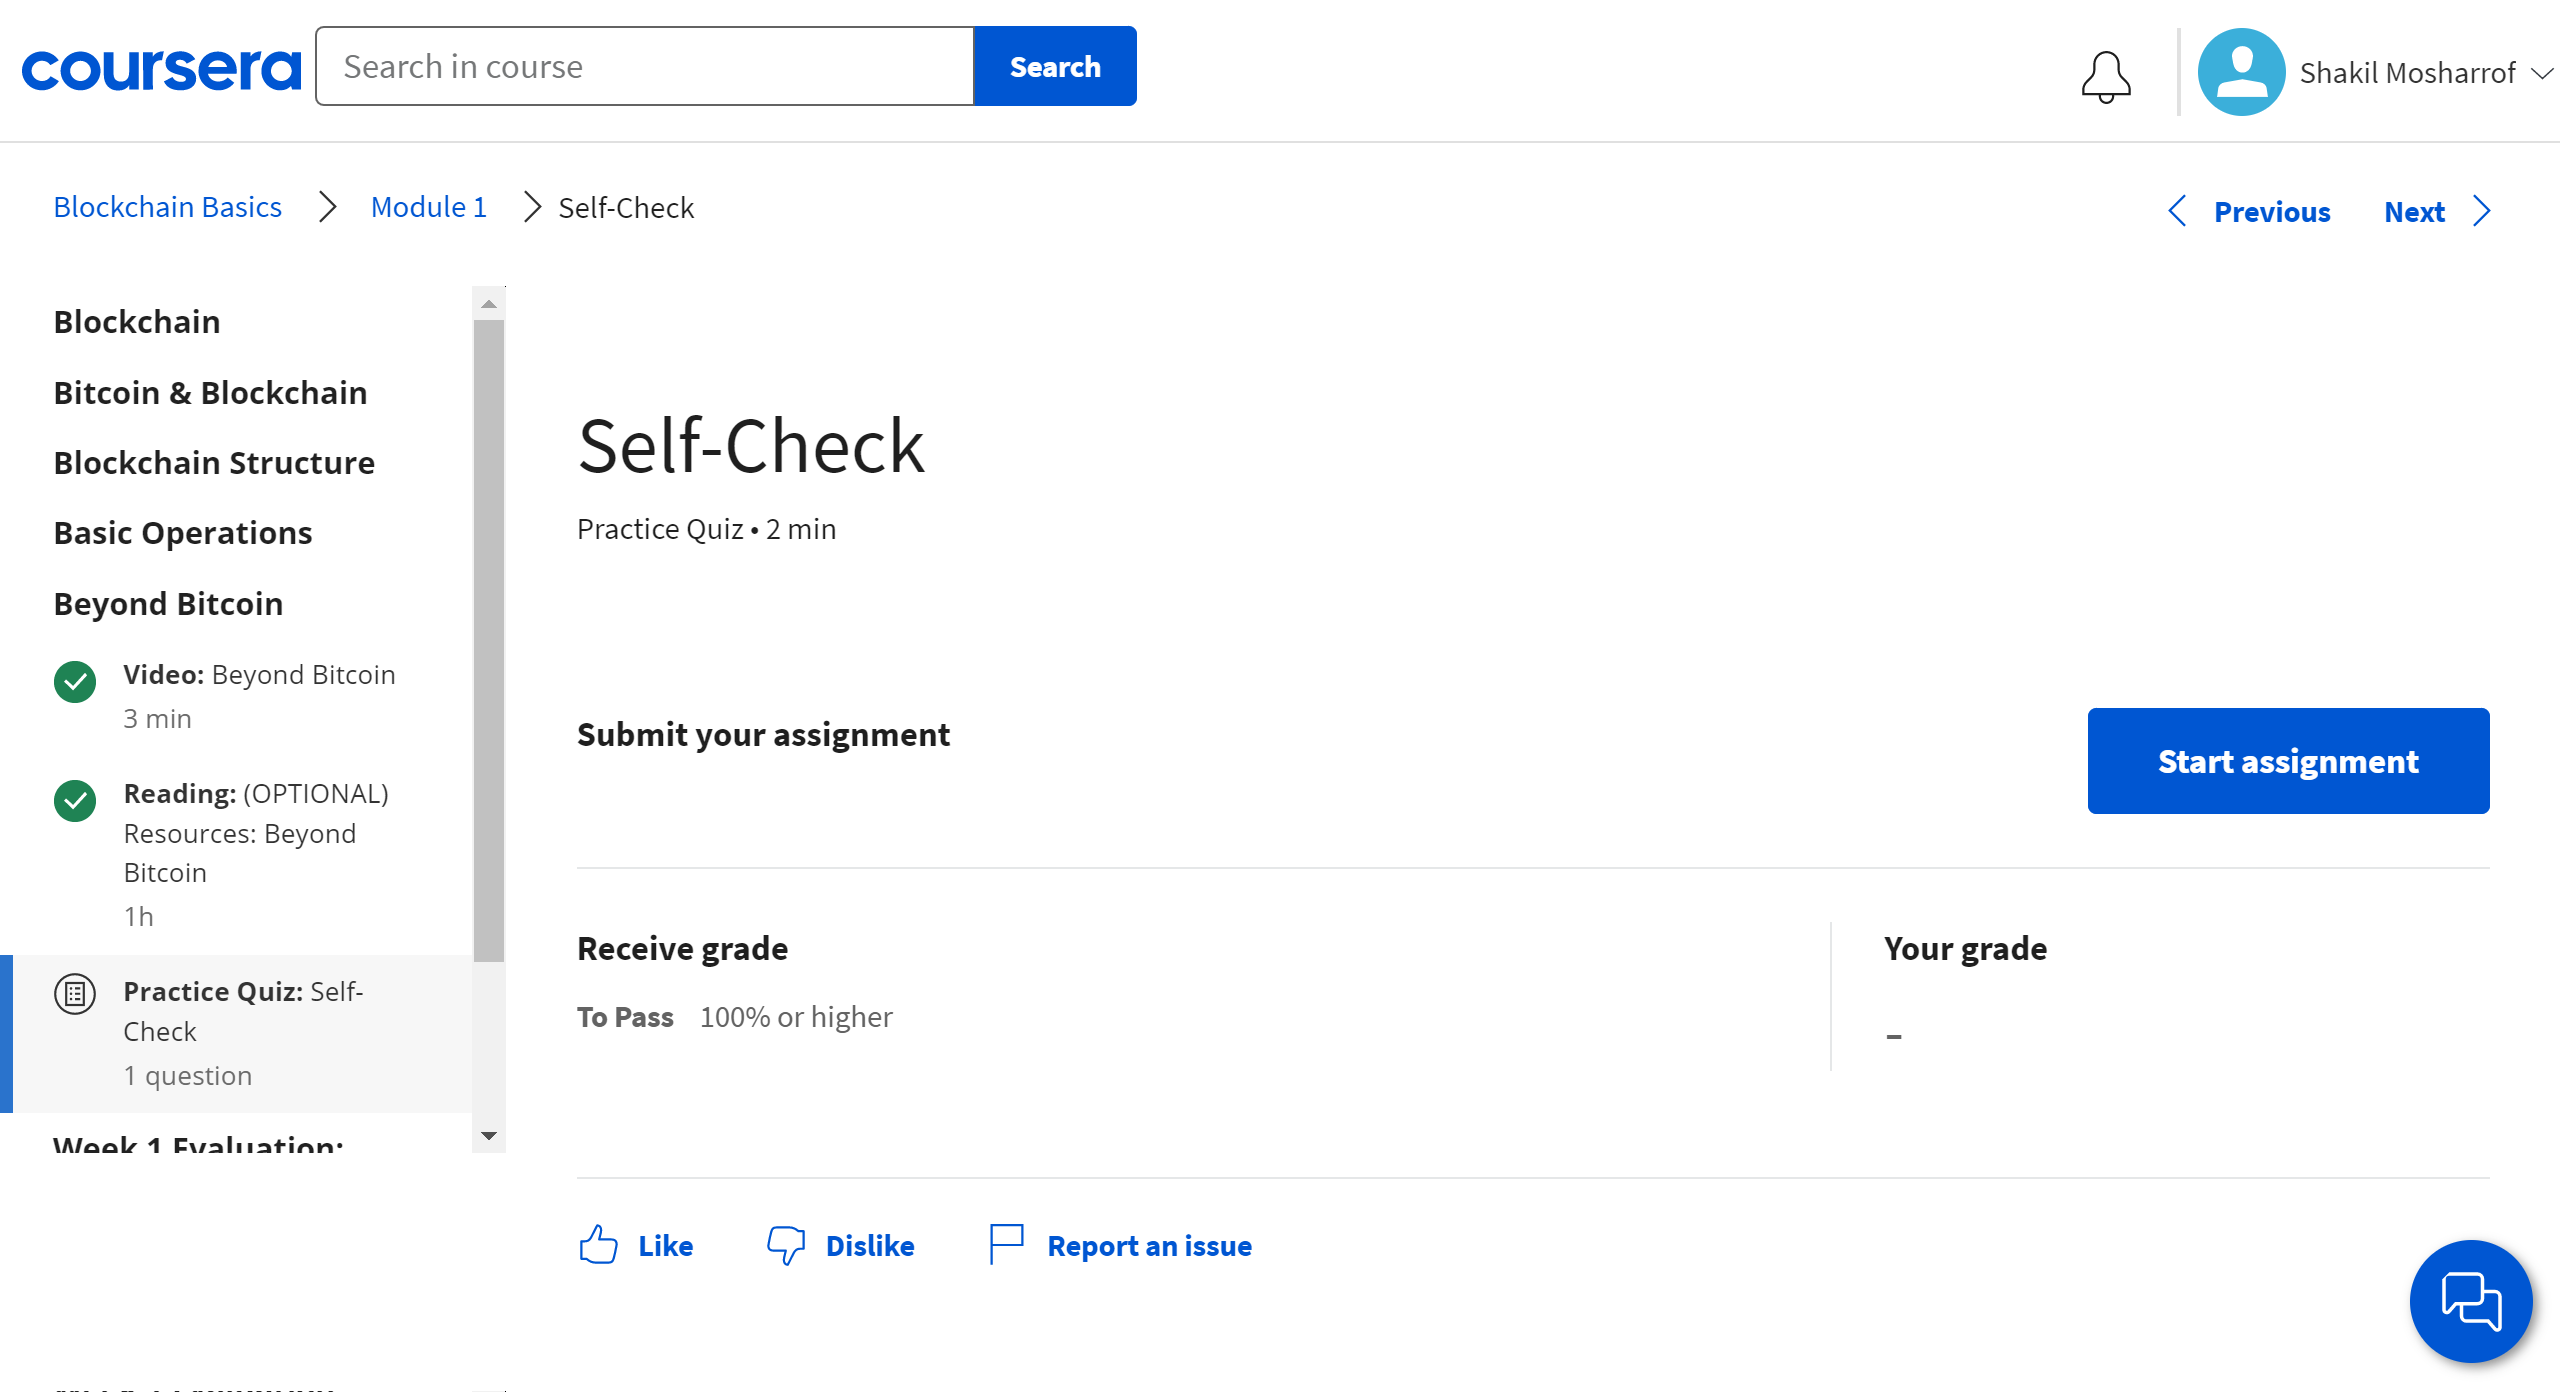 coursera
Search in course
Search
Shakil Mosharrof
Blockchain Basics
Module 1
Self-Check
Previous
Next
Blockchain
Bitcoin & Blockchain
Blockchain Structure
Basic Operations
Beyond Bitcoin
Video: Beyond Bitcoin
3 min
Reading: (OPTIONAL)
Resources: Beyond
Bitcoin
1h
Practice Quiz: Self-
Check
1 question
Week 1 Evaluation:
Self-Check
Practice Quiz • 2 min
Submit your assignment
Start assignment
Receive grade
To Pass 100% or higher
Your grade
–
Like
Dislike
Report an issue